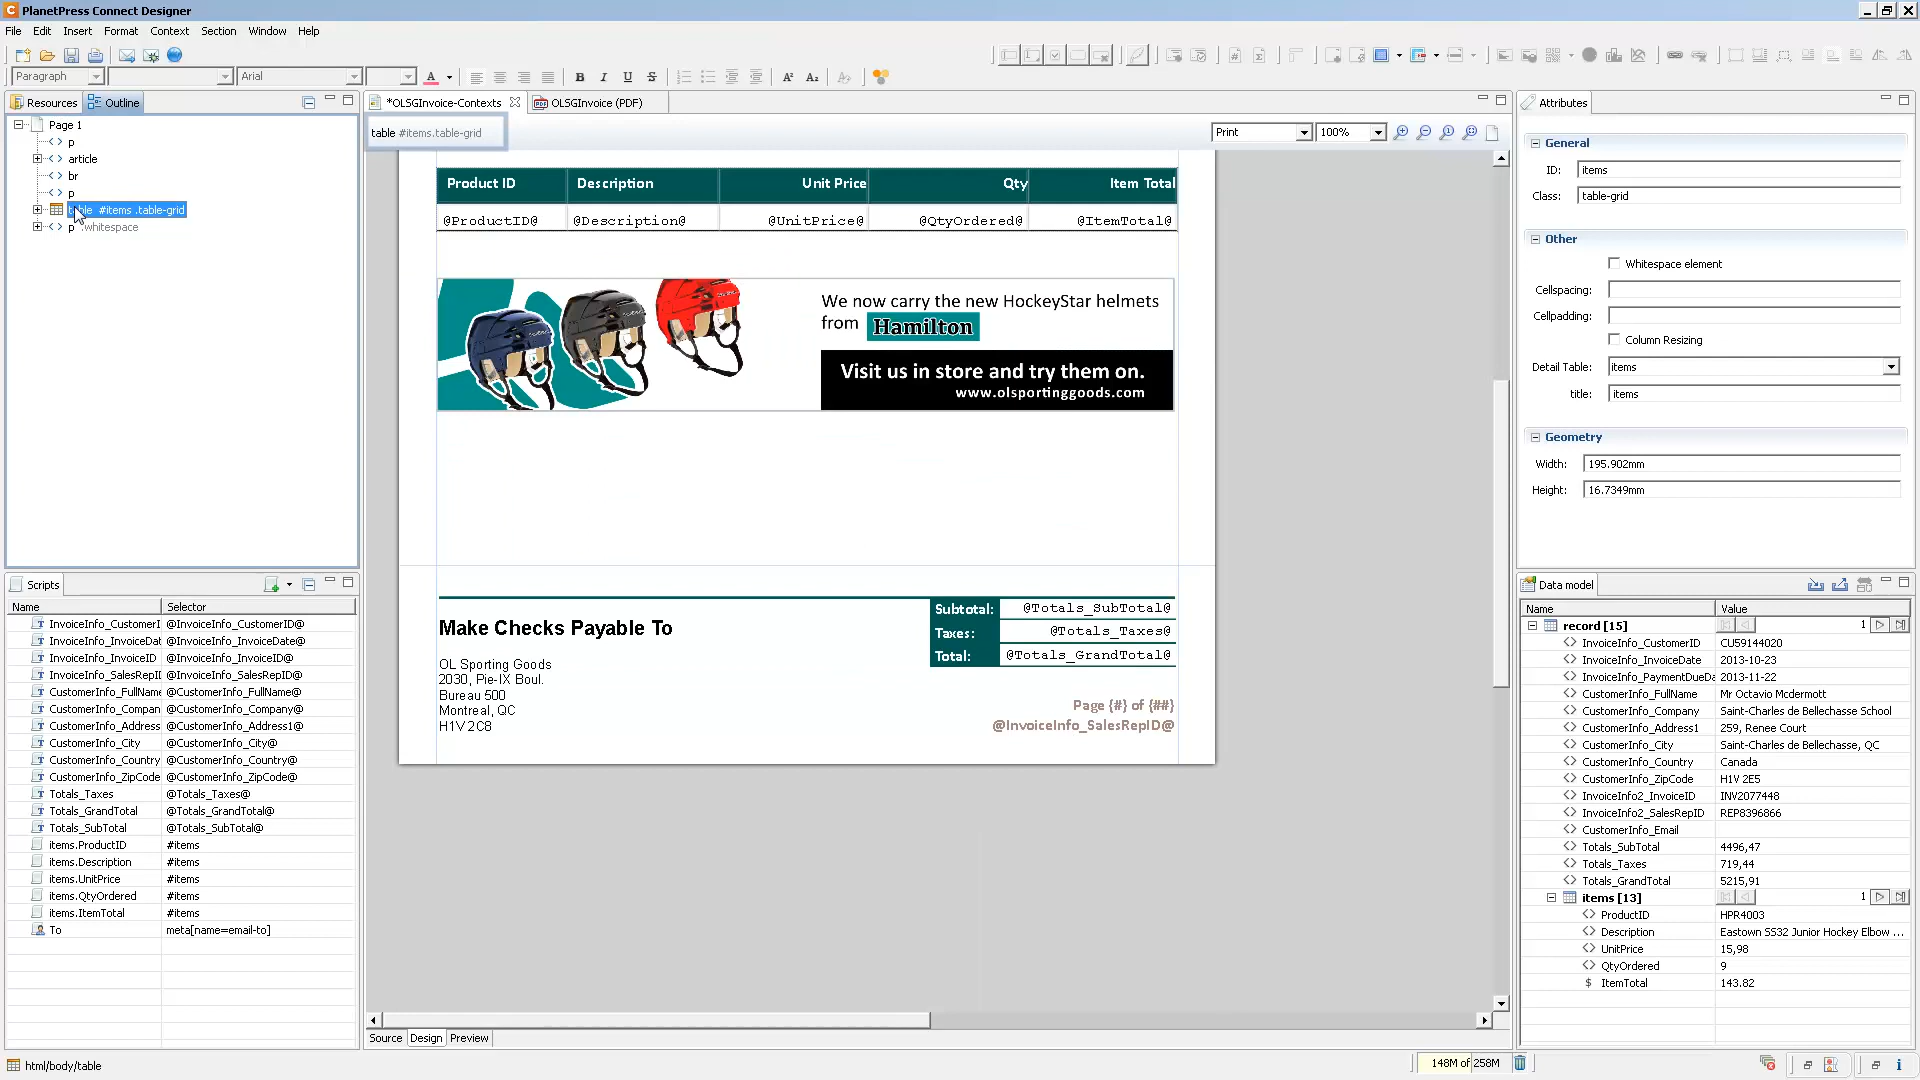 PlanetPress Connect Designer
File Edit Insert Format Context Section Window Help
Paragraph Arial
Resources Outline
Page 1
p
article
br
p
table #items .table-grid
p .whitespace
*OLSGInvoice-Contexts OLSGInvoice (PDF)
table #items.table-grid
Print 100%
Product ID Description Unit Price Qty Item Total
@ProductID@ @Description@ @UnitPrice@ @QtyOrdered@ @ItemTotal@
We now carry the new HockeyStar helmets
from Hamilton
Visit us in store and try them on.
www.olsportinggoods.com
Make Checks Payable To
OL Sporting Goods
2030, Pie-IX Boul.
Bureau 500
Montreal, QC
H1V 2C8
Subtotal: @Totals_SubTotal@
Taxes: @Totals_Taxes@
Total: @Totals_GrandTotal@
Page {#} of {##}
@InvoiceInfo_SalesRepID@
Source Design Preview
Attributes
General
ID: items
Class: table-grid
Other
Whitespace element
Cellspacing:
Cellpadding:
Column Resizing
Detail Table: items
title: items
Geometry
Width: 195.902mm
Height: 16.7349mm
Scripts
Name Selector
InvoiceInfo_CustomerI @InvoiceInfo_CustomerID@
InvoiceInfo_InvoiceDat @InvoiceInfo_InvoiceDate@
InvoiceInfo_InvoiceID @InvoiceInfo_InvoiceID@
InvoiceInfo_SalesRepID @InvoiceInfo_SalesRepID@
CustomerInfo_FullName @CustomerInfo_FullName@
CustomerInfo_Compan @CustomerInfo_Company@
CustomerInfo_Address @CustomerInfo_Address1@
CustomerInfo_City @CustomerInfo_City@
CustomerInfo_Country @CustomerInfo_Country@
CustomerInfo_ZipCode @CustomerInfo_ZipCode@
Totals_Taxes @Totals_Taxes@
Totals_GrandTotal @Totals_GrandTotal@
Totals_SubTotal @Totals_SubTotal@
items.ProductID #items
items.Description #items
items.UnitPrice #items
items.QtyOrdered #items
items.ItemTotal #items
To meta[name=email-to]
Data model
Name Value
record [15] 1
InvoiceInfo_CustomerID CU59144020
InvoiceInfo_InvoiceDate 2013-10-23
InvoiceInfo_PaymentDueDa 2013-11-22
CustomerInfo_FullName Mr Octavio Mcdermott
CustomerInfo_Company Saint-Charles de Bellechasse School
CustomerInfo_Address1 259, Renee Court
CustomerInfo_City Saint-Charles de Bellechasse, QC
CustomerInfo_Country Canada
CustomerInfo_ZipCode H1V 2E5
InvoiceInfo2_InvoiceID INV2077448
InvoiceInfo2_SalesRepID REP8396866
CustomerInfo_Email
Totals_SubTotal 4496,47
Totals_Taxes 719,44
Totals_GrandTotal 5215,91
items [13] 1
ProductID HPR4003
Description Eastown SS32 Junior Hockey Elbow ...
UnitPrice 15,98
QtyOrdered 9
ItemTotal 143.82
html/body/table
148M of 258M